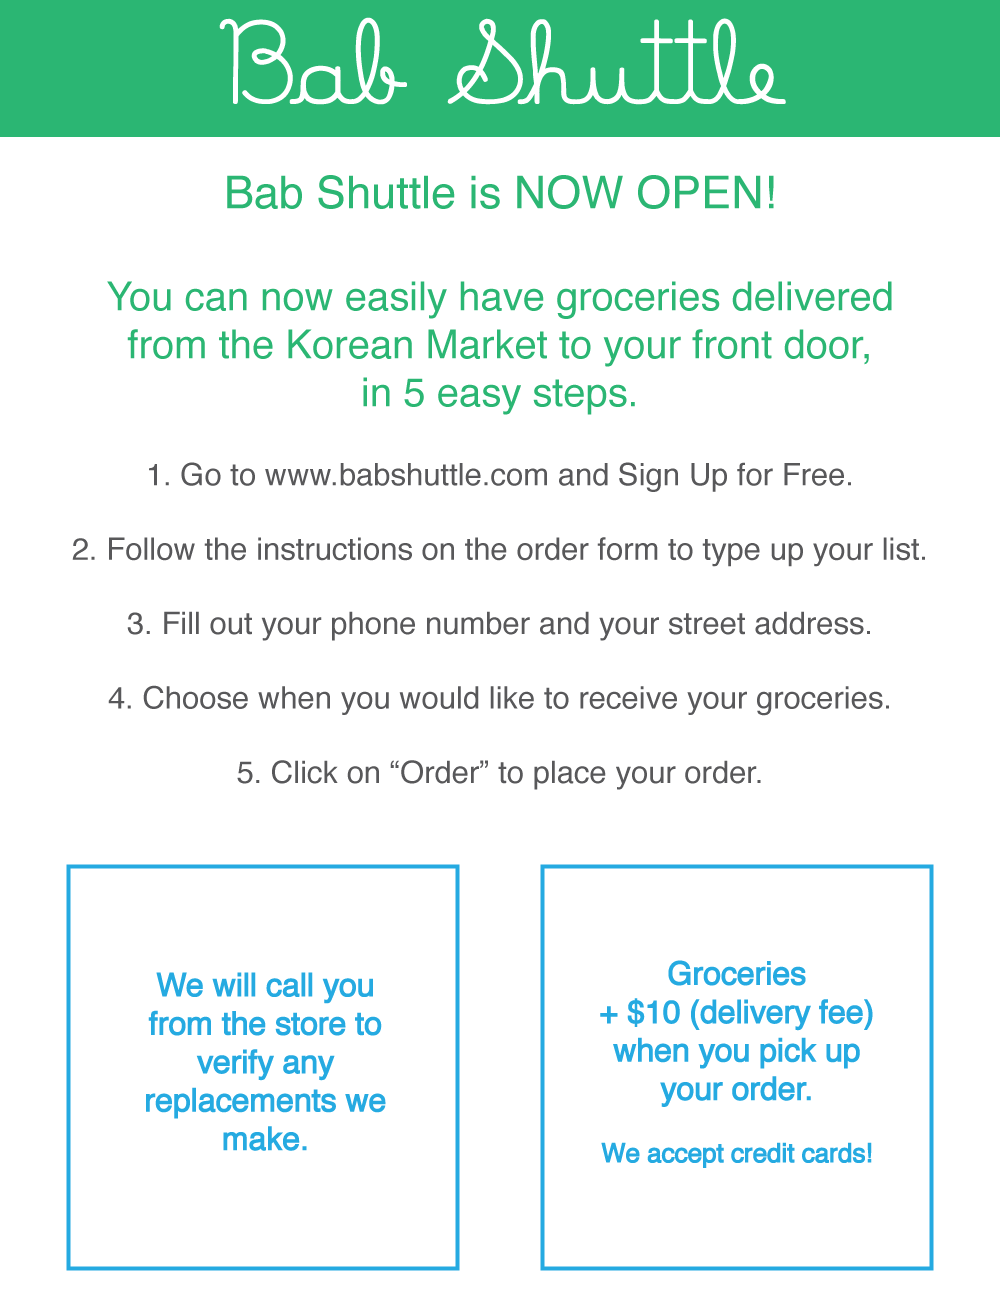 Bab Shuttle
Bab Shuttle is NOW OPEN!
You can now easily have groceries delivered
from the Korean Market to your front door,
in 5 easy steps.
1. Go to www.babshuttle.com and Sign Up for Free.
2. Follow the instructions on the order form to type up your list.
3. Fill out your phone number and your street address.
4. Choose when you would like to receive your groceries.
5. Click on “Order” to place your order.
We will call you
from the store to
verify any
replacements we
make.
Groceries
+ $10 (delivery fee)
when you pick up
your order.
We accept credit cards!